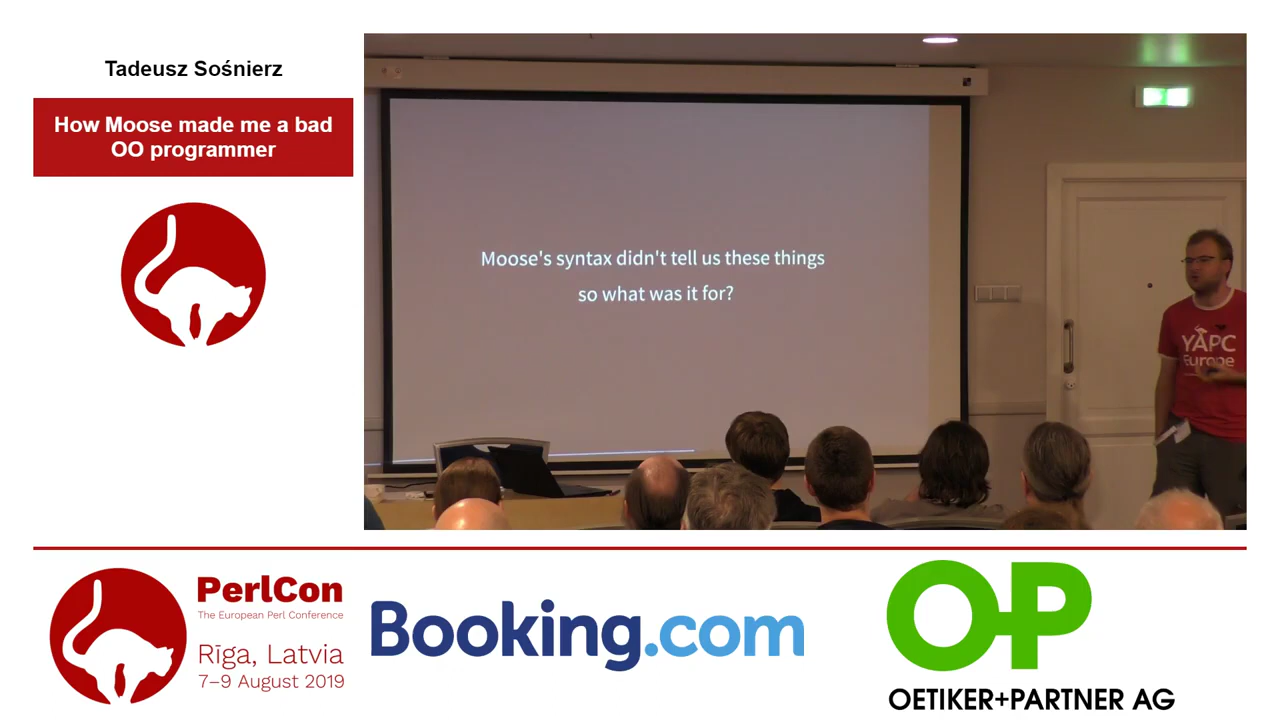 Tadeusz Sośnierz
How Moose made me a bad
OO programmer
Moose's syntax didn't tell us these things
so what was it for?
YAPC
Europe
PerlCon
The European Perl Conference
Rīga, Latvia
7–9 August 2019
Booking.com
OP
OETIKER+PARTNER AG